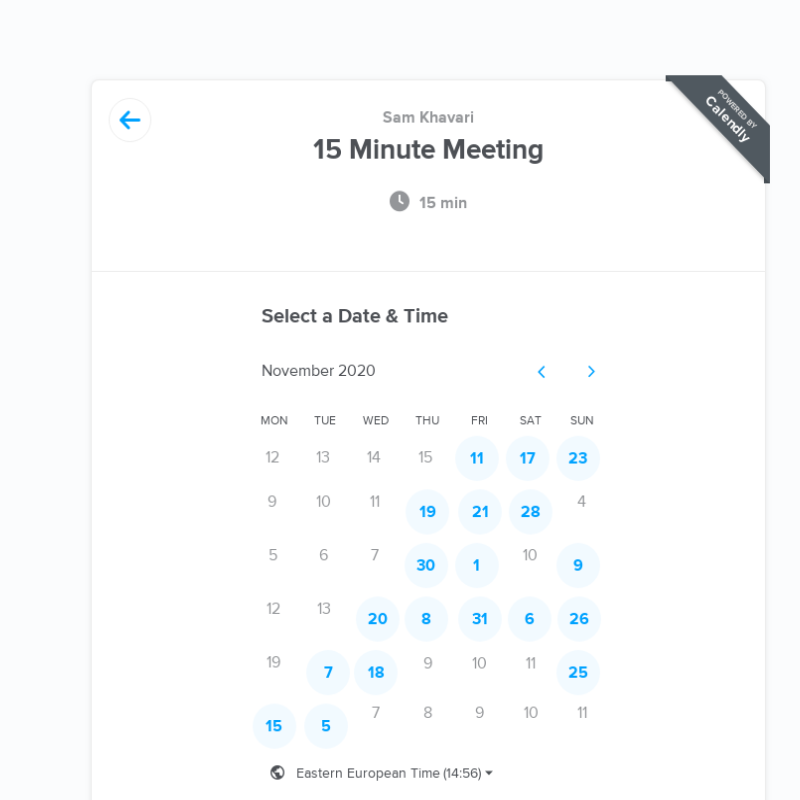 POWERED BY
Calendly
Sam Khavari
15 Minute Meeting
15 min
Select a Date & Time
November 2020
MON TUE WED THU FRI SAT SUN
12 13 14 15 11 17 23
9 10 11 19 21 28 4
5 6 7 30 1 10 9
12 13 20 8 31 6 26
19 7 18 9 10 11 25
15 5 7 8 9 10 11
Eastern European Time (14:56)